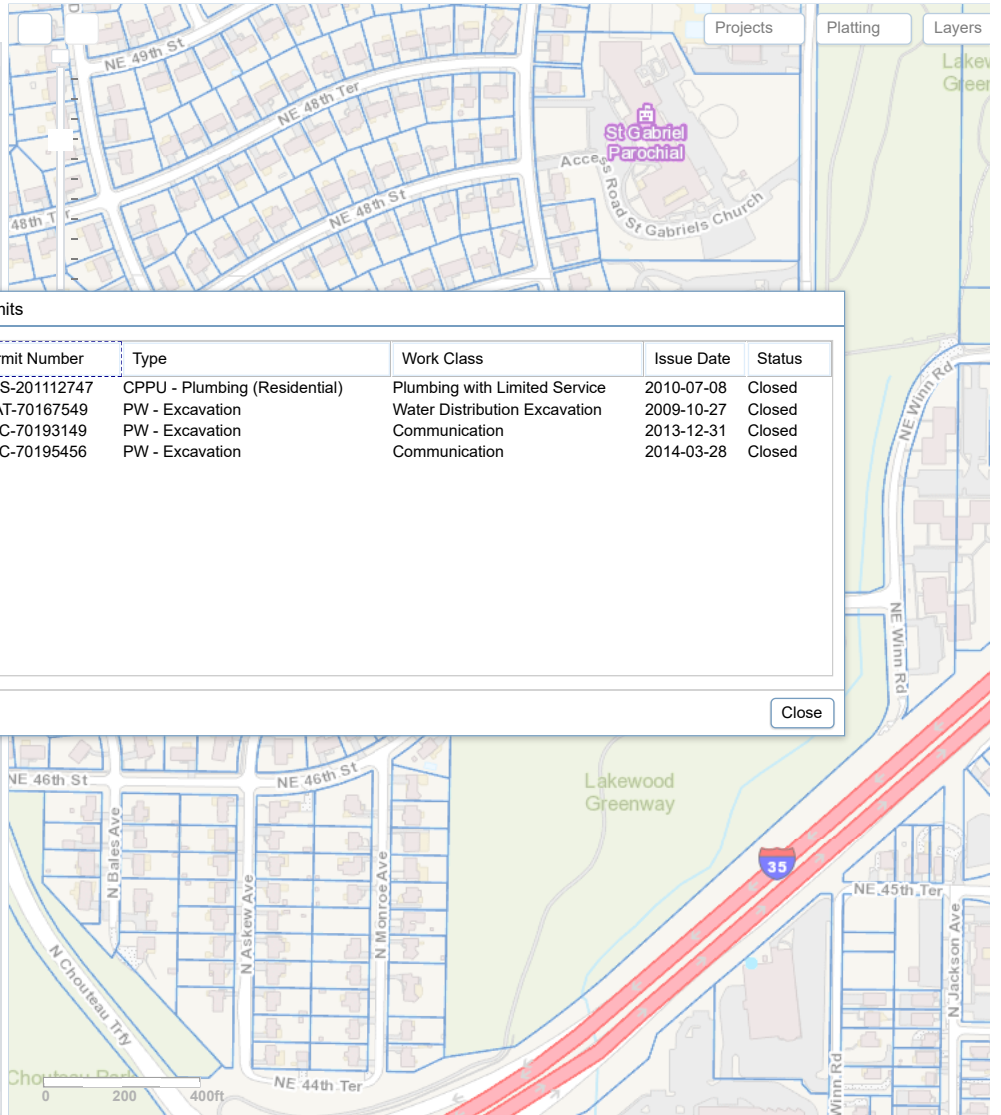 Projects
Platting
Layers
NE 49th St
NE 48th Ter
NE 48th St
48th Ter
St Gabriel
Parochial
Access Road St Gabriels Church
Lakew
Green
mits
rmit Number Type Work Class Issue Date Status
S-201112747 CPPU - Plumbing (Residential) Plumbing with Limited Service 2010-07-08 Closed
AT-70167549 PW - Excavation Water Distribution Excavation 2009-10-27 Closed
C-70193149 PW - Excavation Communication 2013-12-31 Closed
C-70195456 PW - Excavation Communication 2014-03-28 Closed
Close
NE Winn Rd
NE Winn Rd
NE 46th St
NE 46th St
Lakewood
Greenway
N Bales Ave
N Askew Ave
N Monroe Ave
35
NE 45th Ter
N Jackson Ave
N Chouteau Trfy
Chouteau Park
NE 44th Ter
Winn Rd
0 200 400ft